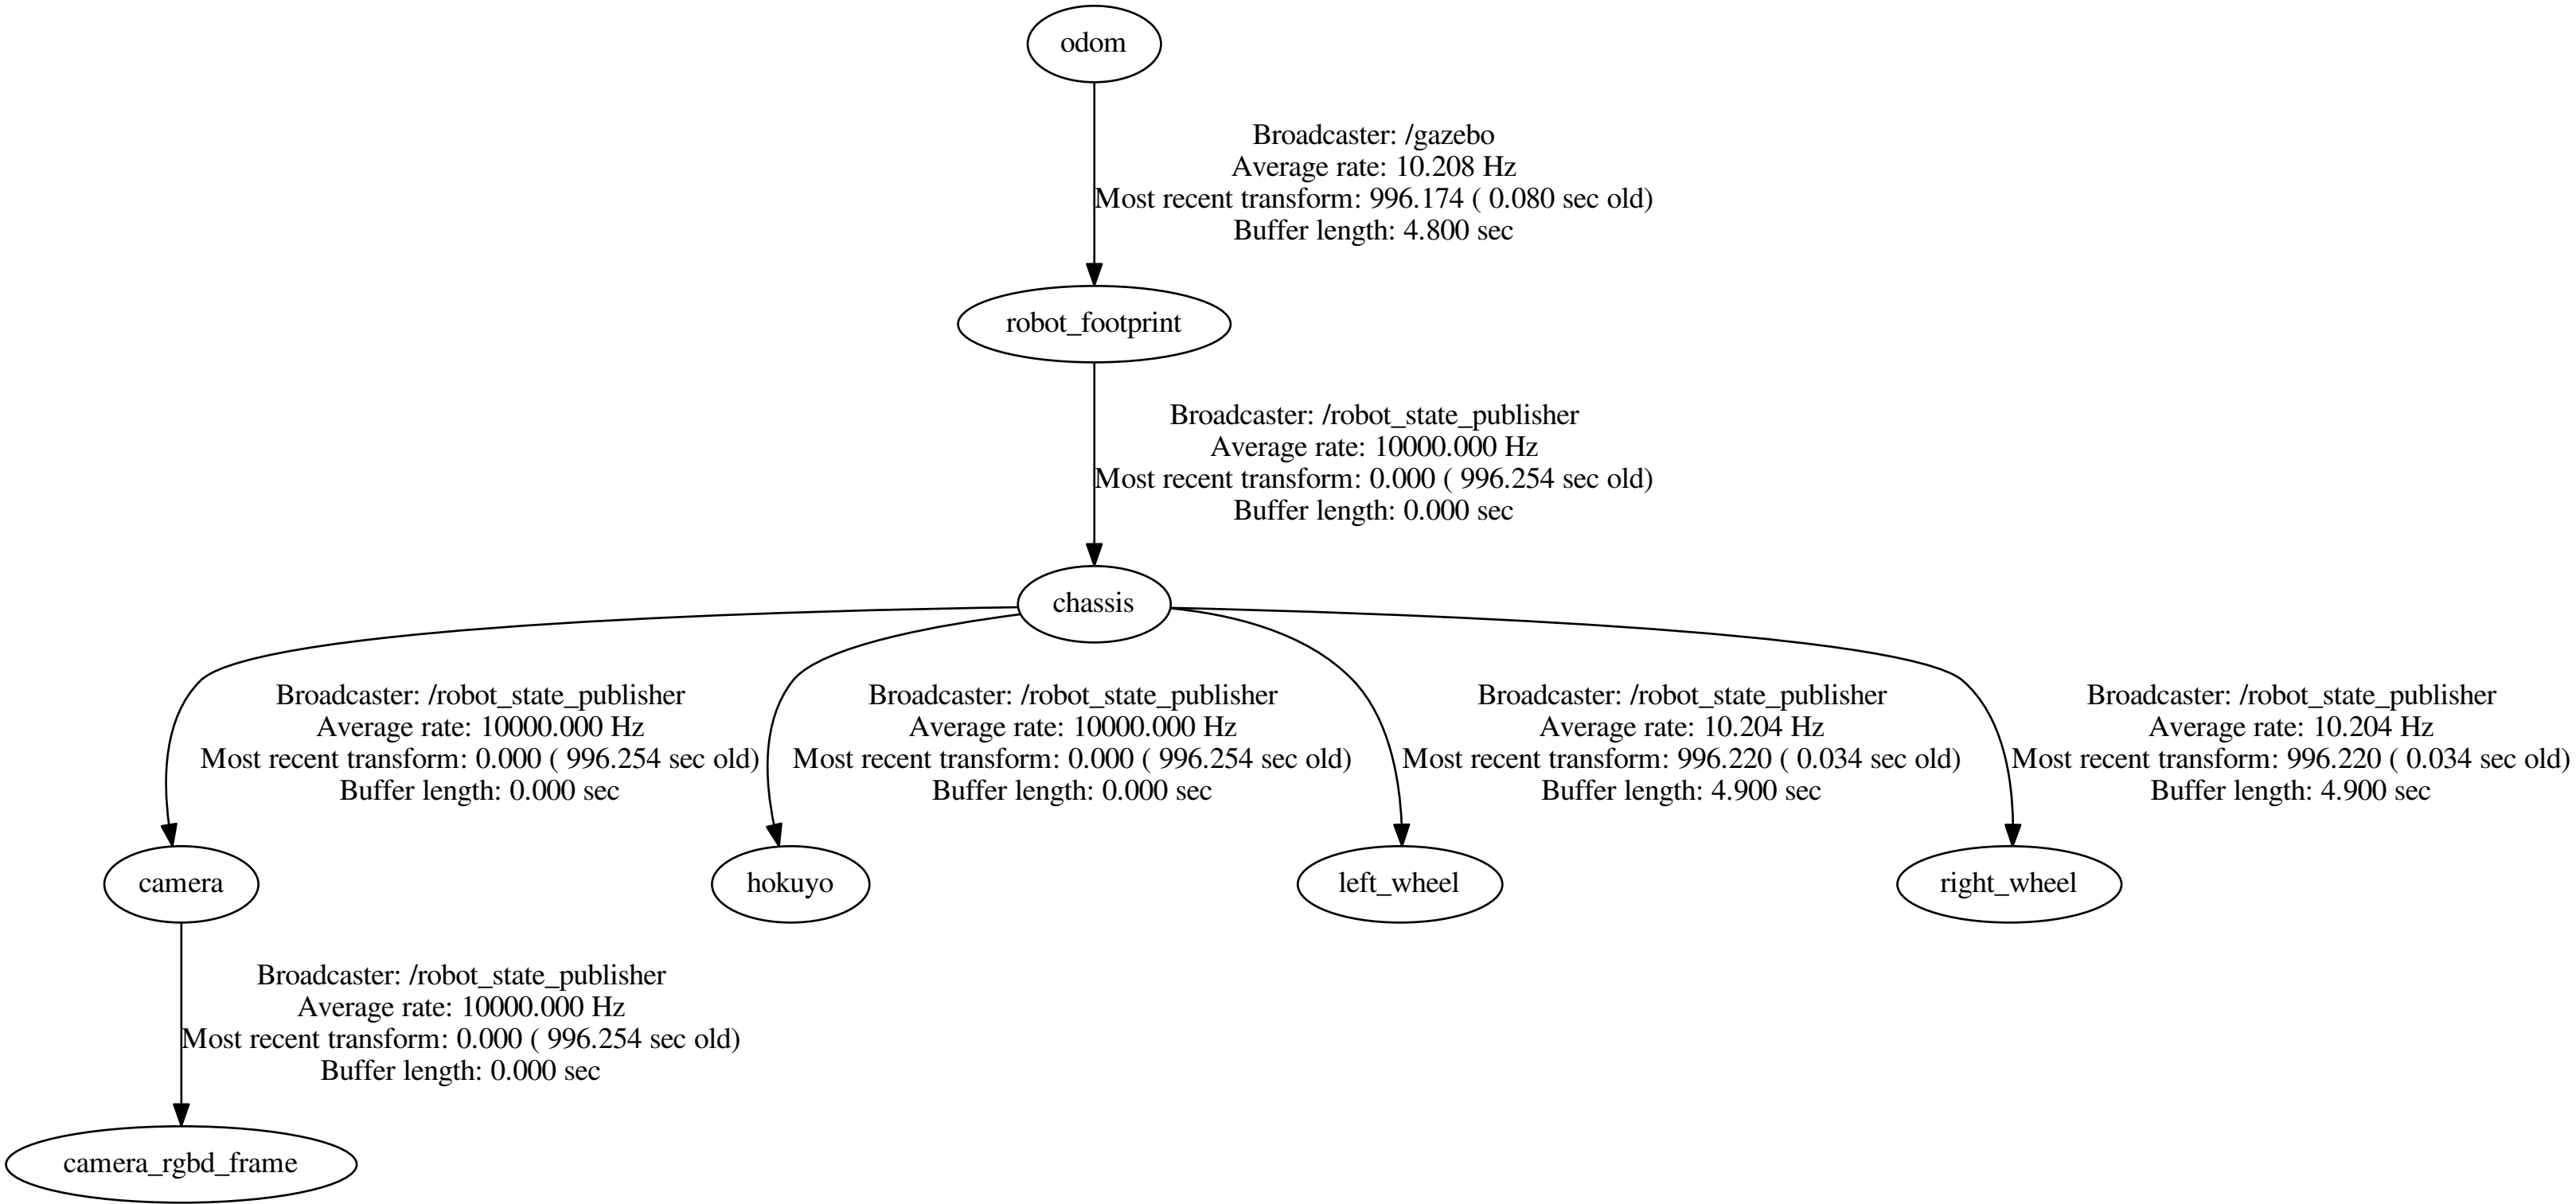 odom
Broadcaster: /gazebo
Average rate: 10.208 Hz
Most recent transform: 996.174 ( 0.080 sec old)
Buffer length: 4.800 sec
robot_footprint
Broadcaster: /robot_state_publisher
Average rate: 10000.000 Hz
Most recent transform: 0.000 ( 996.254 sec old)
Buffer length: 0.000 sec
chassis
Broadcaster: /robot_state_publisher
Average rate: 10000.000 Hz
Most recent transform: 0.000 ( 996.254 sec old)
Buffer length: 0.000 sec
Broadcaster: /robot_state_publisher
Average rate: 10000.000 Hz
Most recent transform: 0.000 ( 996.254 sec old)
Buffer length: 0.000 sec
Broadcaster: /robot_state_publisher
Average rate: 10.204 Hz
Most recent transform: 996.220 ( 0.034 sec old)
Buffer length: 4.900 sec
Broadcaster: /robot_state_publisher
Average rate: 10.204 Hz
Most recent transform: 996.220 ( 0.034 sec old)
Buffer length: 4.900 sec
camera
hokuyo
left_wheel
right_wheel
Broadcaster: /robot_state_publisher
Average rate: 10000.000 Hz
Most recent transform: 0.000 ( 996.254 sec old)
Buffer length: 0.000 sec
camera_rgbd_frame